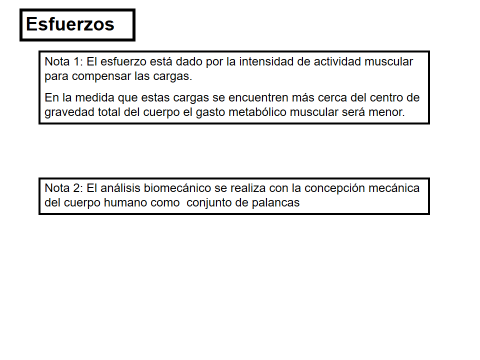 Esfuerzos
Nota 1: El esfuerzo está dado por la intensidad de actividad muscular
para compensar las cargas.
En la medida que estas cargas se encuentren más cerca del centro de
gravedad total del cuerpo el gasto metabólico muscular será menor.
Nota 2: El análisis biomecánico se realiza con la concepción mecánica
del cuerpo humano como conjunto de palancas